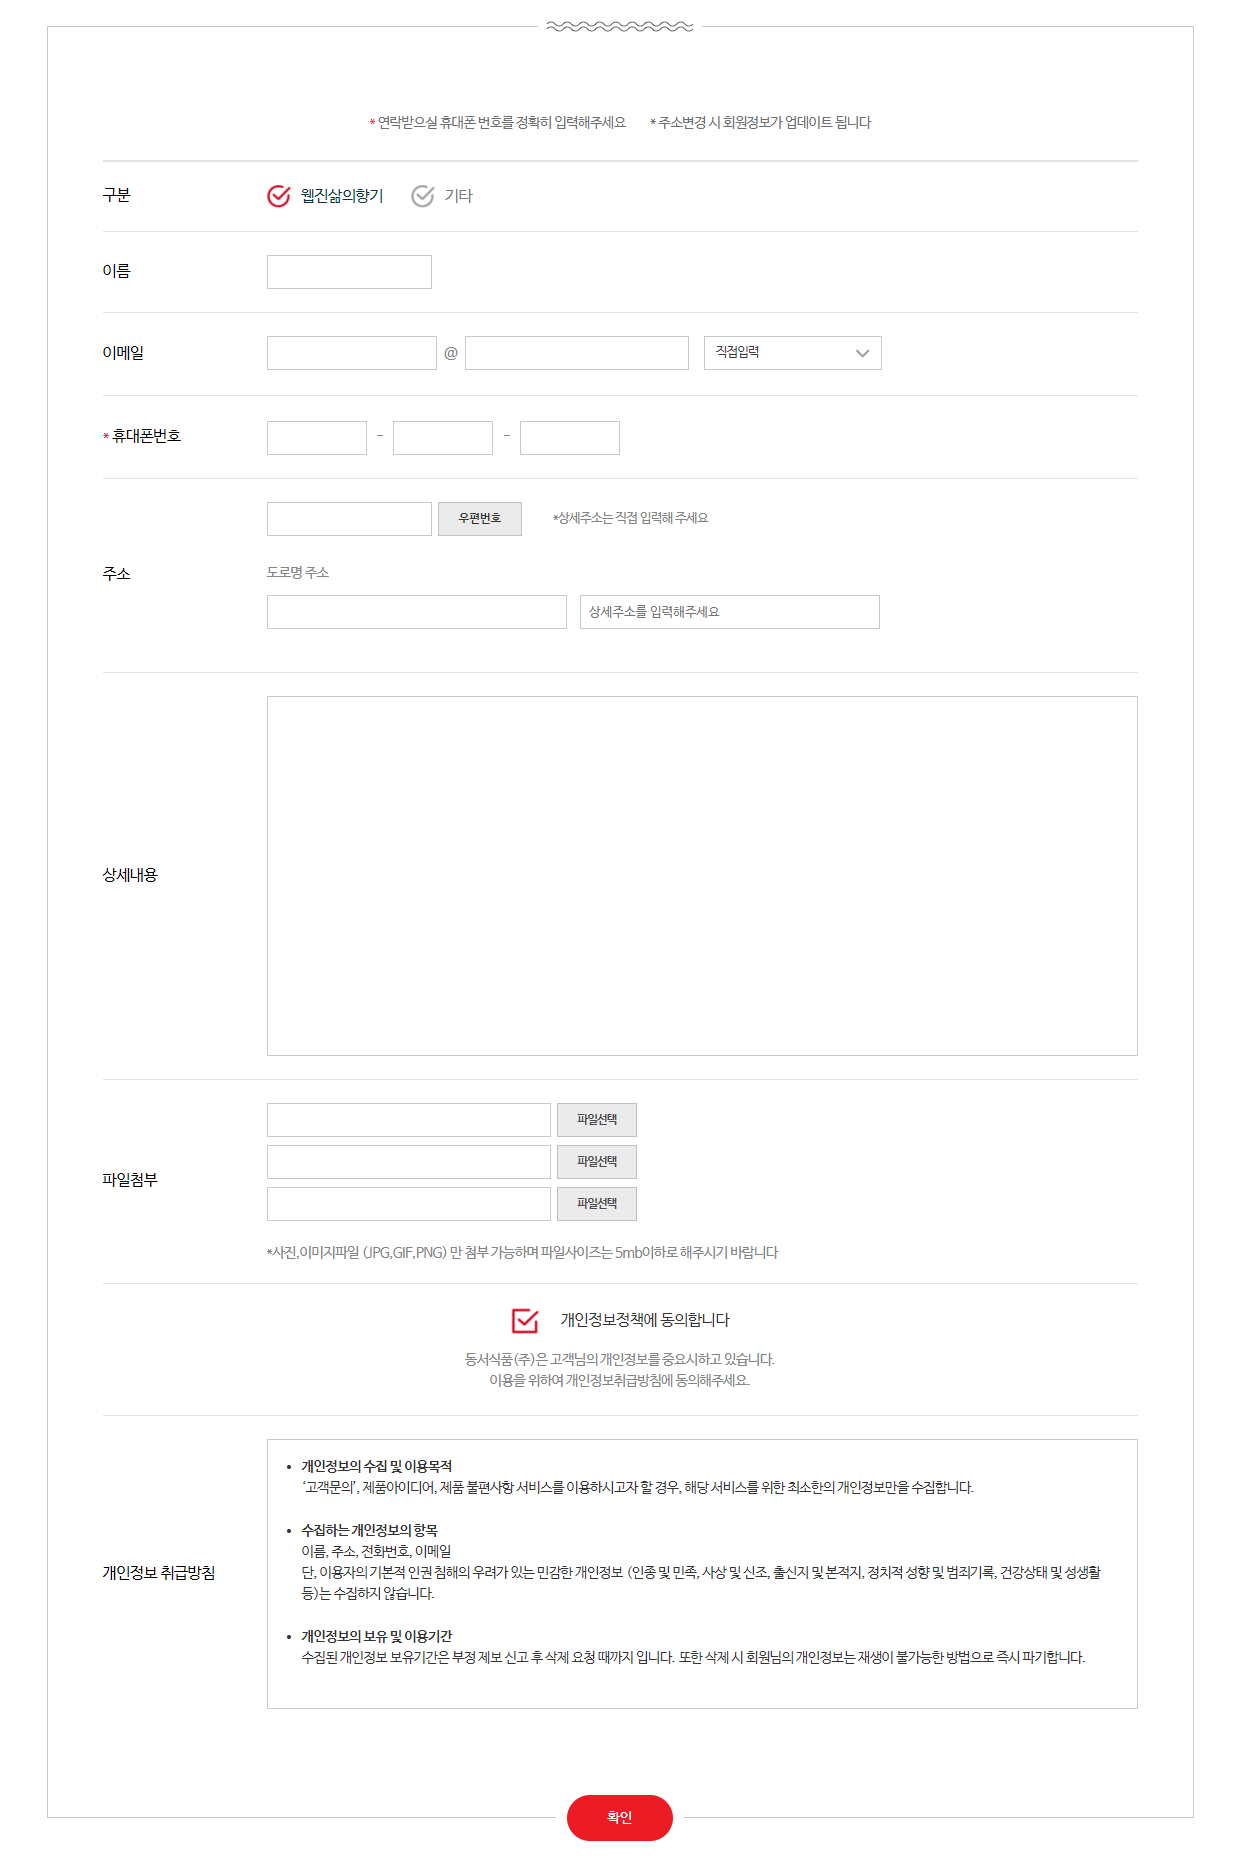 * 연락받으실 휴대폰 번호를 정확히 입력해주세요 * 주소변경 시 회원정보가 업데이트 됩니다
구분 웹진삶의향기 기타
이름
이메일 @ 직접입력
* 휴대폰번호 - -
우편번호 *상세주소는 직접 입력해 주세요
주소
도로명 주소
상세주소를 입력해주세요
상세내용
파일선택
파일선택
파일첨부
파일선택
*사진,이미지파일 (JPG,GIF,PNG) 만 첨부 가능하며 파일사이즈는 5mb이하로 해주시기 바랍니다
개인정보정책에 동의합니다
동서식품(주)은 고객님의 개인정보를 중요시하고 있습니다.
이용을 위하여 개인정보취급방침에 동의해주세요.
개인정보 취급방침
• 개인정보의 수집 및 이용목적
‘고객문의’, 제품아이디어, 제품 불편사항 서비스를 이용하시고자 할 경우, 해당 서비스를 위한 최소한의 개인정보만을 수집합니다.
• 수집하는 개인정보의 항목
이름, 주소, 전화번호, 이메일
단, 이용자의 기본적 인권 침해의 우려가 있는 민감한 개인정보 (인종 및 민족, 사상 및 신조, 출신지 및 본적지, 정치적 성향 및 범죄기록, 건강상태 및 성생활
등)는 수집하지 않습니다.
• 개인정보의 보유 및 이용기간
수집된 개인정보 보유기간은 부정 제보 신고 후 삭제 요청 때까지 입니다. 또한 삭제 시 회원님의 개인정보는 재생이 불가능한 방법으로 즉시 파기합니다.
확인